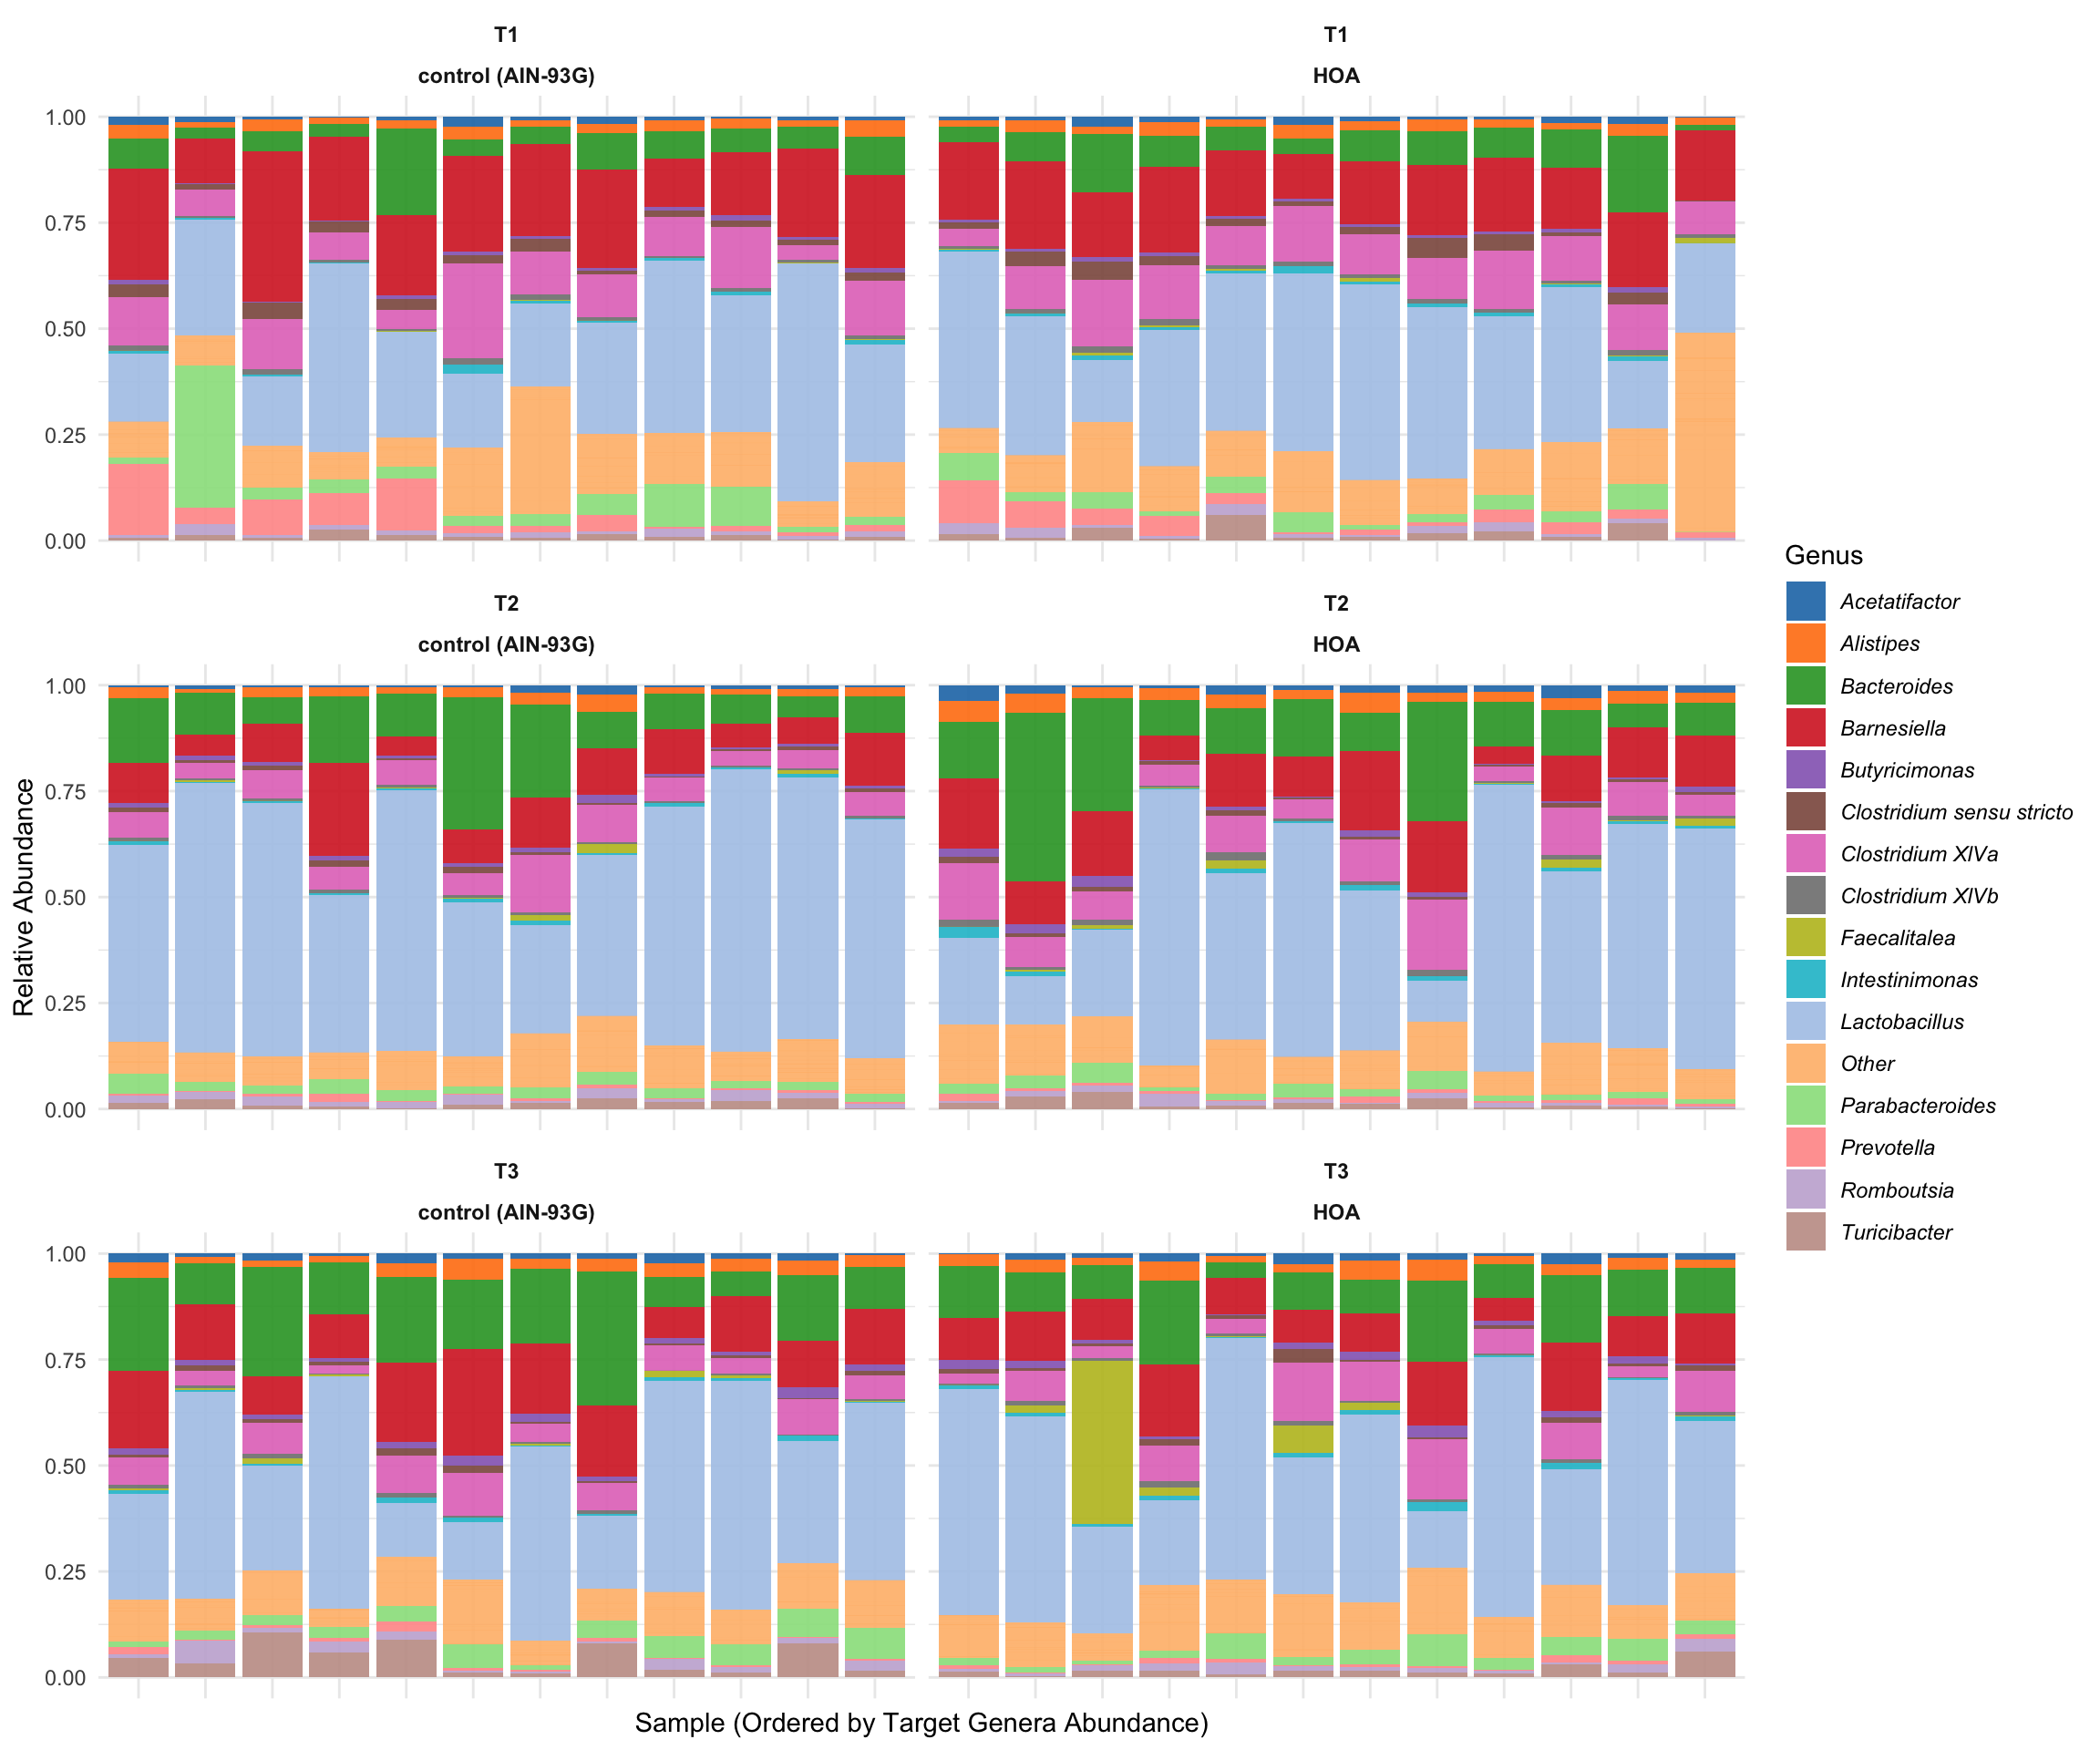 T1
T1
control (AIN-93G)
HOA
1.00
0.75
0.50
0.25
0.00
T2
T2
control (AIN-93G)
HOA
1.00
0.75
0.50
0.25
0.00
T3
T3
control (AIN-93G)
HOA
1.00
0.75
0.50
0.25
0.00
Relative Abundance
Sample (Ordered by Target Genera Abundance)
Genus
Acetatifactor
Alistipes
Bacteroides
Barnesiella
Butyricimonas
Clostridium sensu stricto
Clostridium XlVa
Clostridium XlVb
Faecalitalea
Intestinimonas
Lactobacillus
Other
Parabacteroides
Prevotella
Romboutsia
Turicibacter